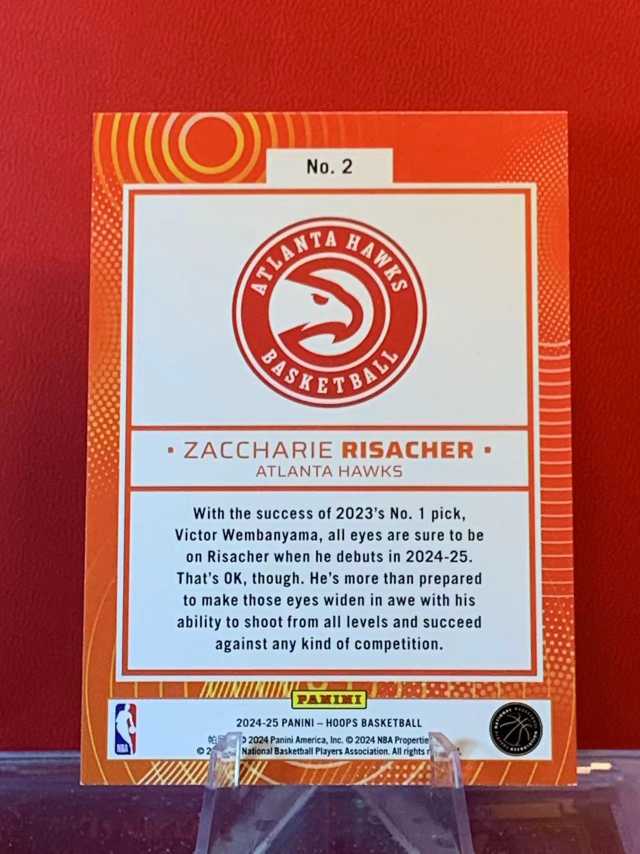 No. 2
ATLANTA HAWKS
BASKETBALL
• ZACCHARIE RISACHER •
ATLANTA HAWKS
With the success of 2023's No. 1 pick,
Victor Wembanyama, all eyes are sure to be
on Risacher when he debuts in 2024-25.
That's OK, though. He's more than prepared
to make those eyes widen in awe with his
ability to shoot from all levels and succeed
against any kind of competition.
PANINI
2024-25 PANINI – HOOPS BASKETBALL
© 2024 Panini America, Inc. © 2024 NBA Propertie
National Basketball Players Association. All rights
NBA